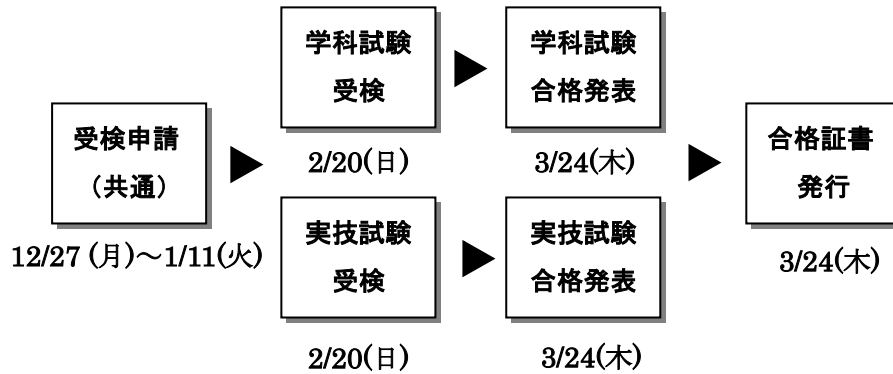 受検申請
（共通）
12/27 (月)～1/11(火)
学科試験
受検
2/20(日)
学科試験
合格発表
3/24(木)
実技試験
受検
2/20(日)
実技試験
合格発表
3/24(木)
合格証書
発行
3/24(木)